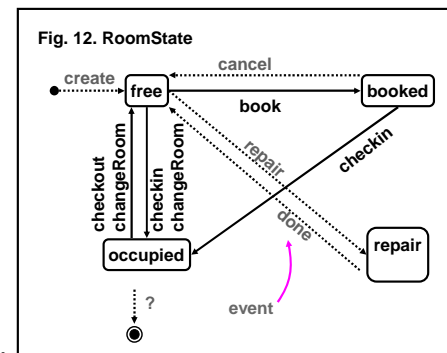 Fig. 12. RoomState
cancel
create
free
booked
book
repair
checkin
checkout
changeRoom
checkin
changeRoom
done
repair
occupied
?
event